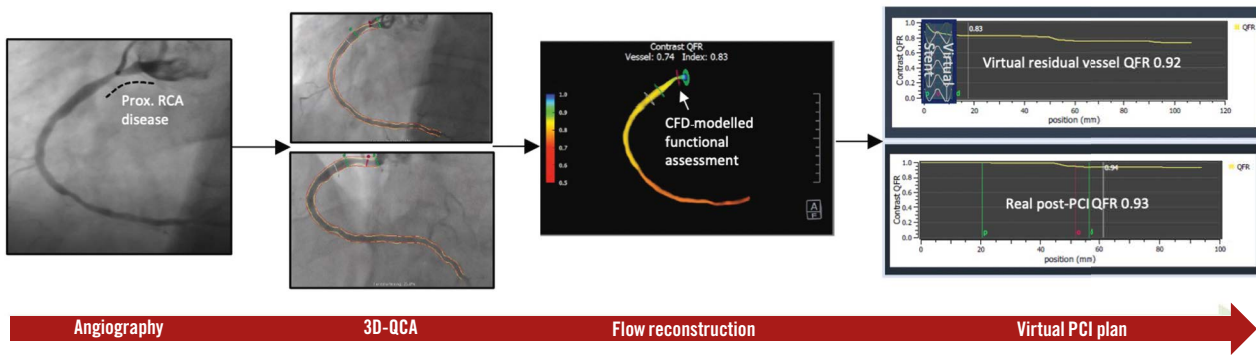 Prox. RCA
disease
Contrast QFR
Vessel: 0.74 Index: 0.83
1.0
0.9
0.8
0.7
0.6
0.5
CFD-modelled
functional
assessment
A
F
Contrast QFR
1.0
0.8
0.6
0.4
0.2
0.0
Virtual
Stent
p
d
0.83
QFR
Virtual residual vessel QFR 0.92
0
20
40
60
80
100
120
position (mm)
Contrast QFR
1.0
0.8
0.6
0.4
0.2
0.0
0.94
QFR
Real post-PCI QFR 0.93
p
0
20
40
60
80
100
position (mm)
Angiography
3D-QCA
Flow reconstruction
Virtual PCI plan